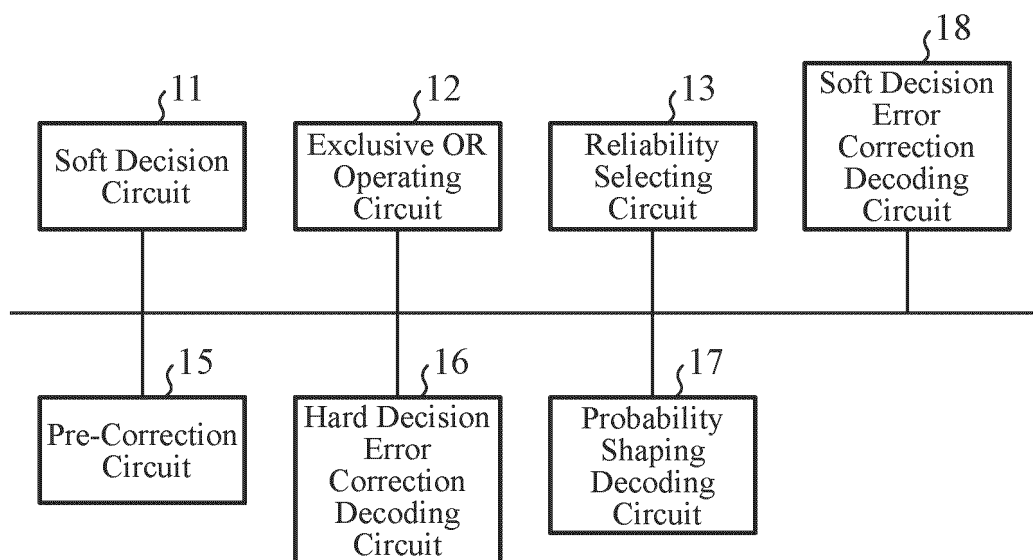 11
Soft Decision
Circuit
12
Exclusive OR
Operating
Circuit
13
Reliability
Selecting
Circuit
18
Soft Decision
Error
Correction
Decoding
Circuit
15
Pre-Correction
Circuit
16
Hard Decision
Error
Correction
Decoding
Circuit
17
Probability
Shaping
Decoding
Circuit